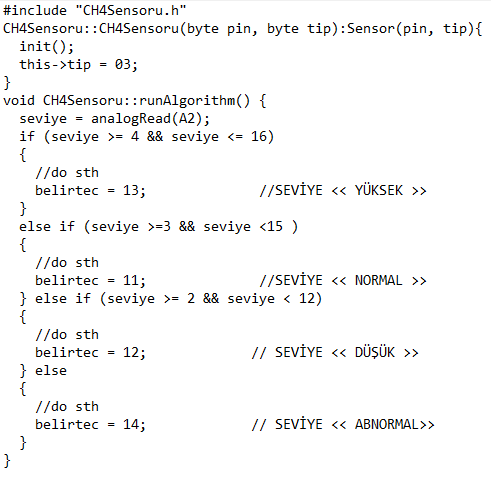 #include "CH4Sensoru.h"
CH4Sensoru::CH4Sensoru(byte pin, byte tip):Sensor(pin, tip){
  init();
  this->tip = 03;
}
void CH4Sensoru::runAlgorithm() {
  seviye = analogRead(A2);
  if (seviye >= 4 && seviye <= 16)
  {
    //do sth
    belirtec = 13;              //SEVİYE << YÜKSEK >>
  }
  else if (seviye >=3 && seviye <15 )
  {
    //do sth
    belirtec = 11;              //SEVİYE << NORMAL >>
  } else if (seviye >= 2 && seviye < 12)
  {
    //do sth
    belirtec = 12;             // SEVİYE << DÜŞÜK >>
  } else
  {
    //do sth
    belirtec = 14;             // SEVİYE << ABNORMAL>>
  }
}